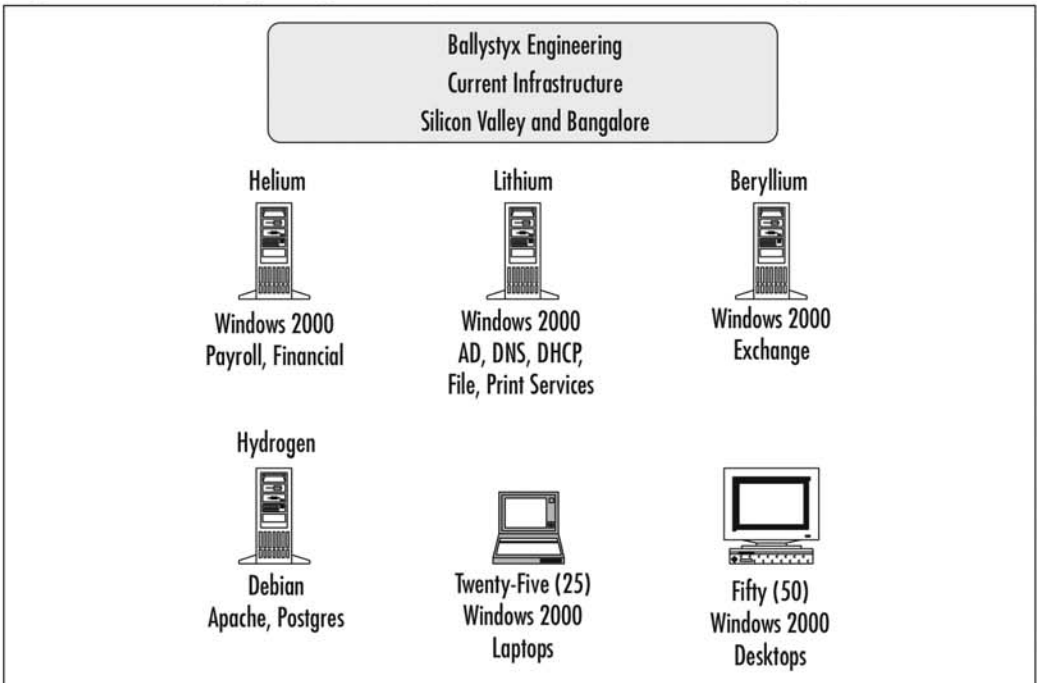 Ballystyx Engineering
Current Infrastructure
Silicon Valley and Bangalore
Helium
Lithium
Beryllium
Windows 2000
Payroll, Financial
Windows 2000
AD, DNS, DHCP,
File, Print Services
Windows 2000
Exchange
Hydrogen
Debian
Apache, Postgres
Twenty-Five (25)
Windows 2000
Laptops
Fifty (50)
Windows 2000
Desktops